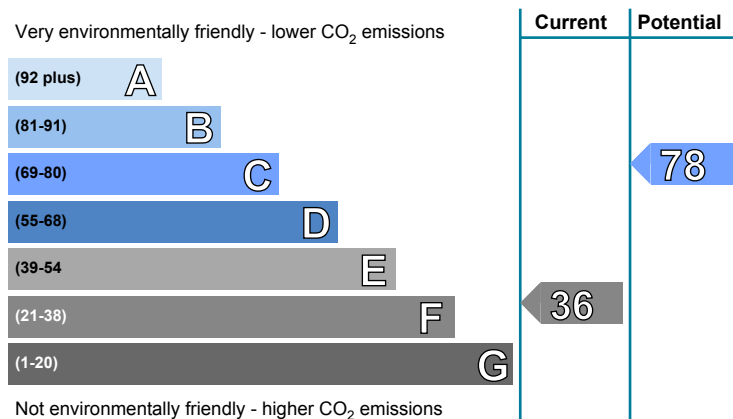 Current Potential
Very environmentally friendly - lower CO2 emissions
(92 plus) A
(81-91) B
(69-80) C
78
(55-68) D
(39-54 E
(21-38) F
36
(1-20) G
Not environmentally friendly - higher CO2 emissions